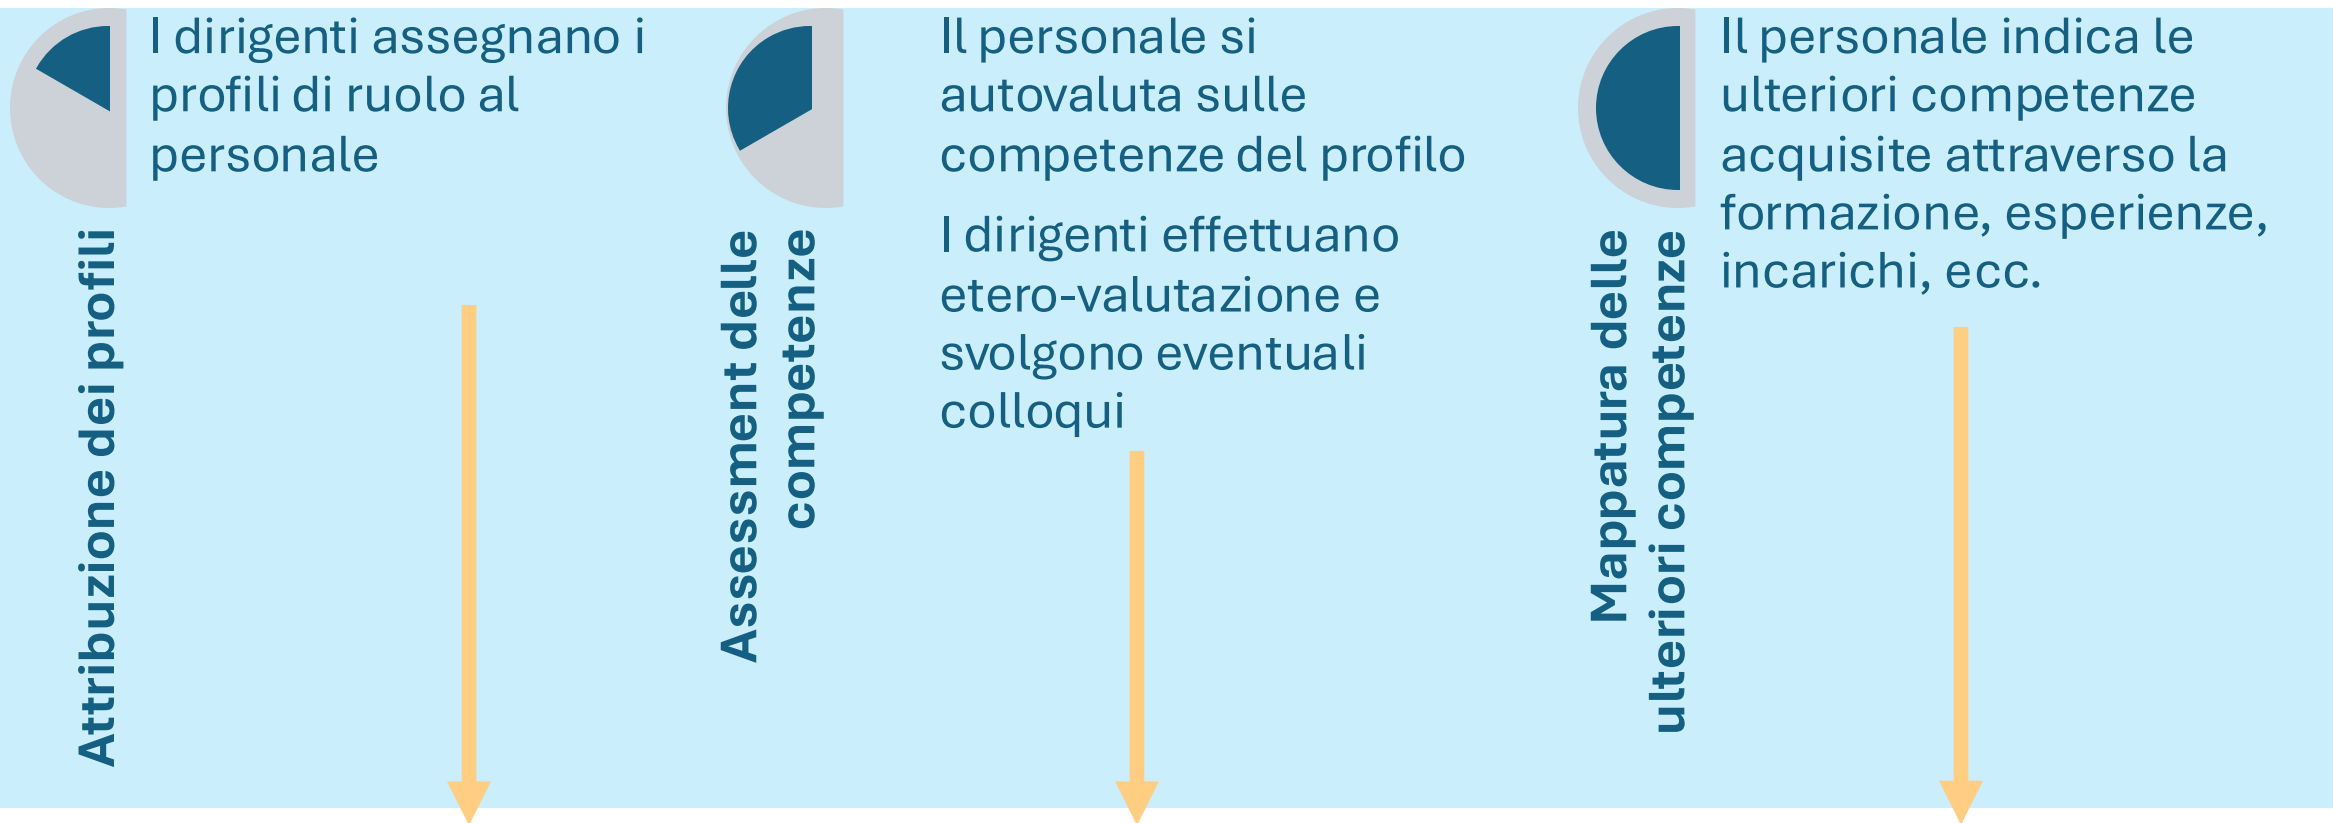 Attribuzione dei profili
I dirigenti assegnano i
profili di ruolo al
personale
Assessment delle
competenze
Il personale si
autovaluta sulle
competenze del profilo
I dirigenti effettuano
etero-valutazione e
svolgono eventuali
colloqui
Mappatura delle
ulteriori competenze
Il personale indica le
ulteriori competenze
acquisite attraverso la
formazione, esperienze,
incarichi, ecc.